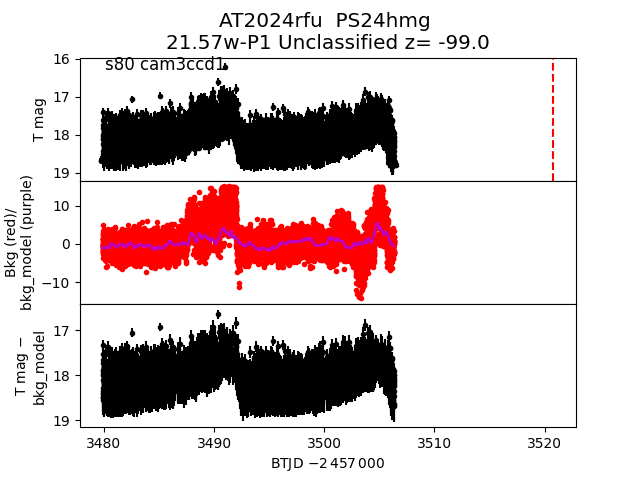 AT2024rfu PS24hmg
21.57w-P1 Unclassified z= -99.0
s80 cam3ccd1
16
17
18
19
T mag
10
0
−10
Bkg (red)/
bkg_model (purple)
17
18
19
T mag −
bkg_model
3480 3490 3500 3510 3520
BTJD −2 457 000